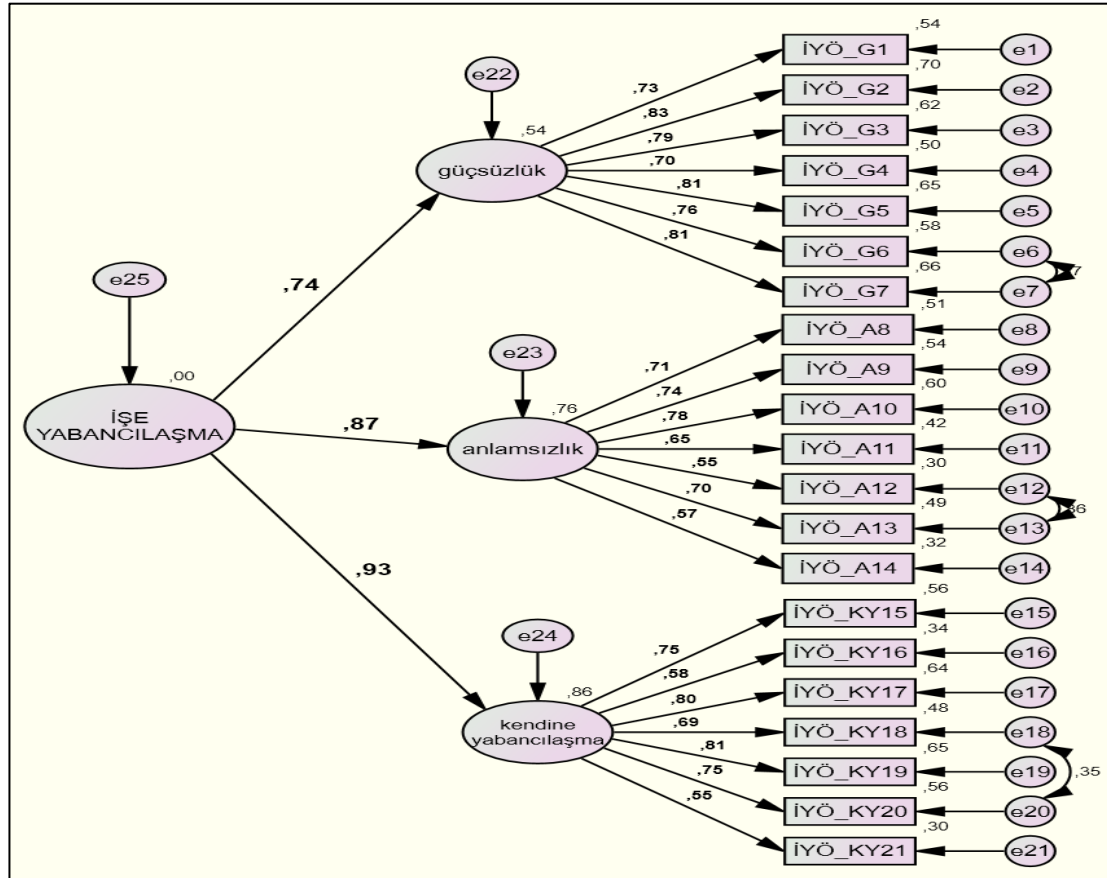 ,54
İYÖ_G1
e1
,70
e22
,73
İYÖ_G2
e2
,83
,62
,54
İYÖ_G3
e3
,79
,50
güçsüzlük
,70
İYÖ_G4
e4
,65
,81
İYÖ_G5
e5
,76
,58
,81
İYÖ_G6
e6
,66
İYÖ_G7
e7
,51
,74
e25
İYÖ_A8
e8
,54
e23
,71
İYÖ_A9
e9
,74
,60
,00
,76
,78
İYÖ_A10
e10
,42
İŞE
YABANCILAŞMA
,87
anlamsızlık
,65
İYÖ_A11
e11
,30
,55
İYÖ_A12
e12
,70
,49
,57
İYÖ_A13
e13
,32
İYÖ_A14
e14
,56
,93
İYÖ_KY15
e15
,34
e24
,75
İYÖ_KY16
e16
,58
,64
,86
,80
İYÖ_KY17
e17
,48
kendine
yabancılaşma
,69
İYÖ_KY18
e18
,65
,81
İYÖ_KY19
e19
,35
,75
,56
,55
İYÖ_KY20
e20
,30
İYÖ_KY21
e21